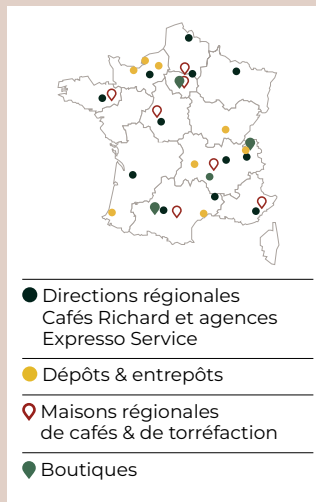 Directions régionales
Cafés Richard et agences
Expresso Service
Dépôts & entrepôts
Maisons régionales
de cafés & de torréfaction
Boutiques